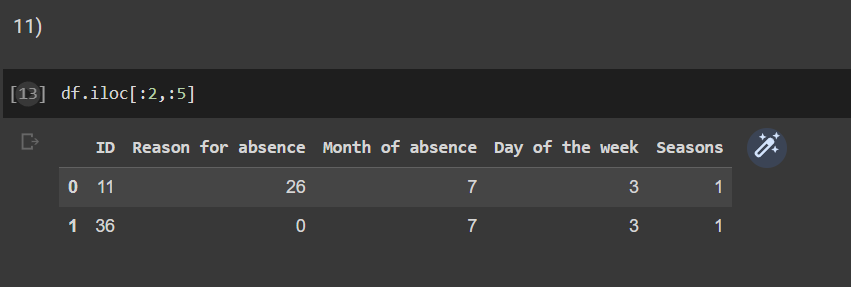 11)
[13] df.iloc[:2,:5]
ID Reason for absence Month of absence Day of the week Seasons
0 11 26 7 3 1
1 36 0 7 3 1